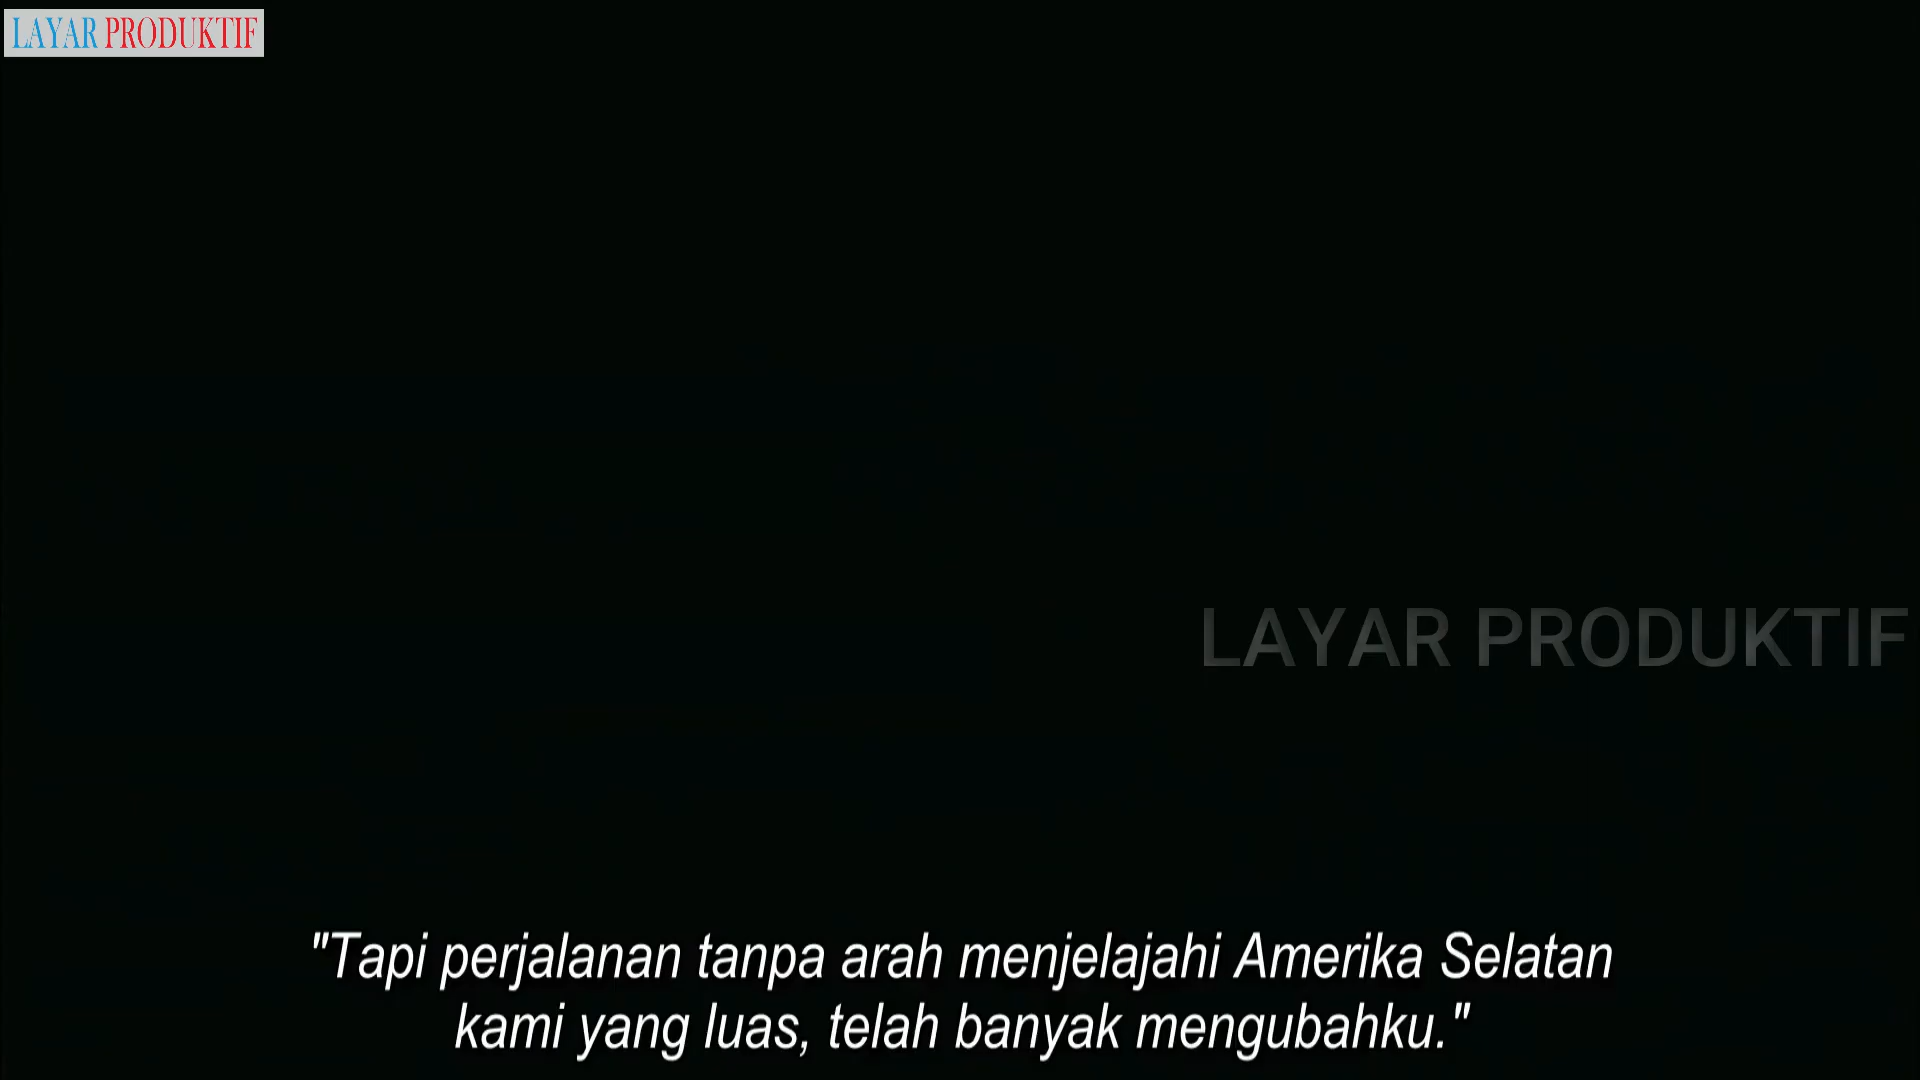 LAYAR PRODUKTIF
LAYAR PRODUKTIF
"Tapi perjalanan tanpa arah menjelajahi Amerika Selatan
kami yang luas, telah banyak mengubahku."